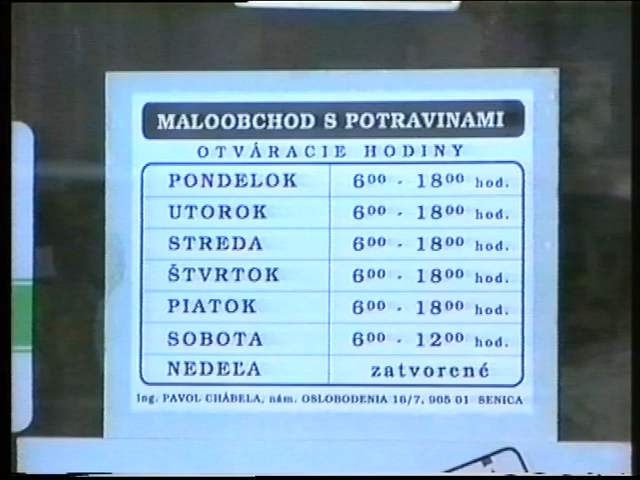 MALOOBCHOD S POTRAVINAMI
OTVÁRACIE HODINY
PONDELOK 6⁰⁰ - 18⁰⁰ hod.
UTOROK 6⁰⁰ - 18⁰⁰ hod.
STREDA 6⁰⁰ - 18⁰⁰ hod.
ŠTVRTOK 6⁰⁰ - 18⁰⁰ hod.
PIATOK 6⁰⁰ - 18⁰⁰ hod.
SOBOTA 6⁰⁰ - 12⁰⁰ hod.
NEDEĽA zatvorené
Ing. PAVOL CHÁBELA, nám. OSLOBODENIA 16/7, 905 01 SENICA